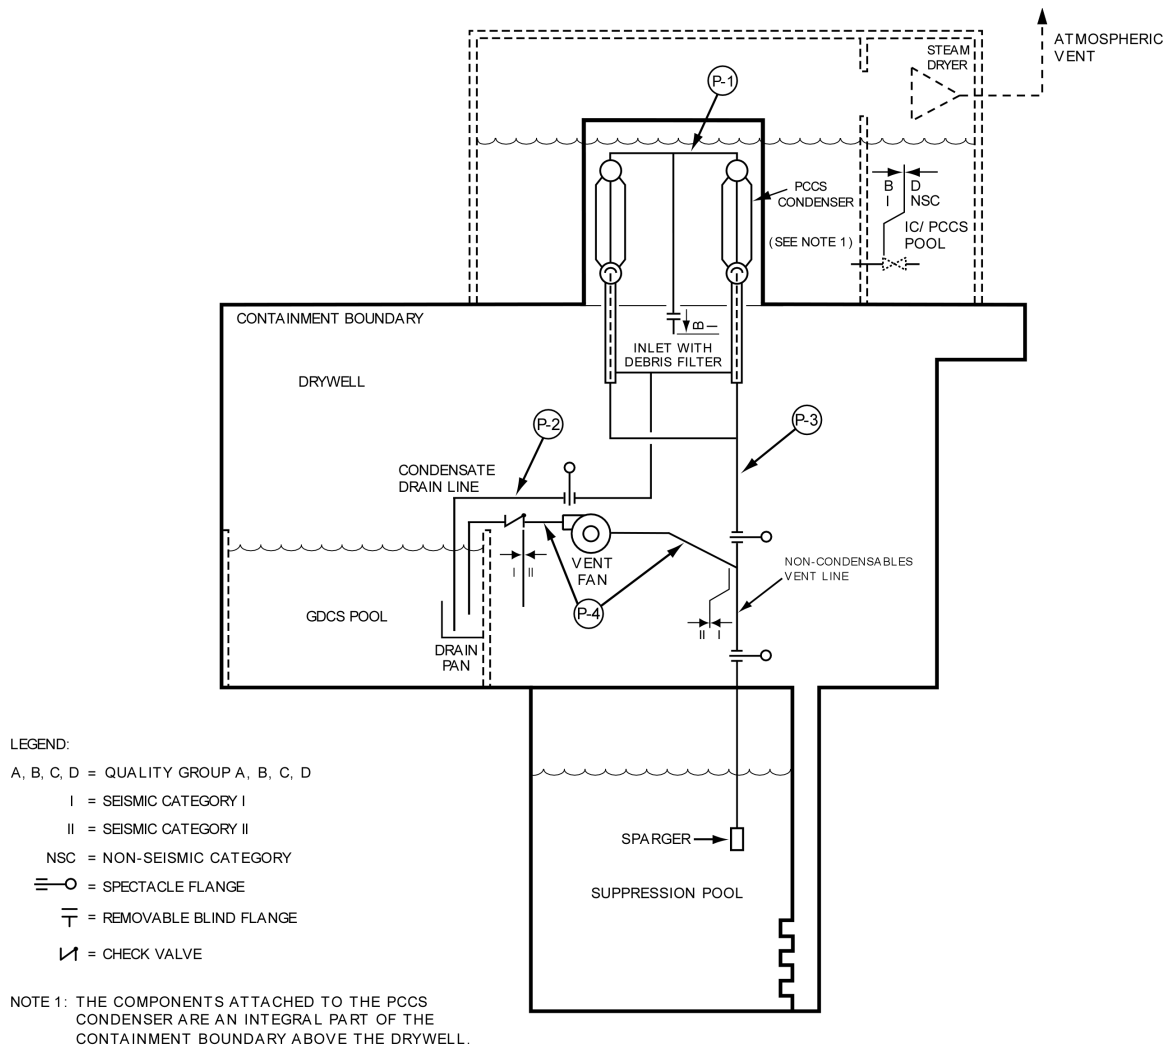 ATMOSPHERIC
VENT
STEAM
DRYER
P-1
PCCS
CONDENSER
(SEE NOTE 1)
B D
I NSC
IC/ PCCS
POOL
CONTAINMENT BOUNDARY
B
I
INLET WITH
DEBRIS FILTER
DRYWELL
P-2
P-3
CONDENSATE
DRAIN LINE
VENT
FAN
I II
NON-CONDENSABLES
VENT LINE
P-4
GDCS POOL
II I
DRAIN
PAN
LEGEND:
A, B, C, D = QUALITY GROUP A, B, C, D
I = SEISMIC CATEGORY I
II = SEISMIC CATEGORY II
NSC = NON-SEISMIC CATEGORY
= SPECTACLE FLANGE
= REMOVABLE BLIND FLANGE
= CHECK VALVE
SPARGER
SUPPRESSION POOL
NOTE 1: THE COMPONENTS ATTACHED TO THE PCCS
CONDENSER ARE AN INTEGRAL PART OF THE
CONTAINMENT BOUNDARY ABOVE THE DRYWELL.